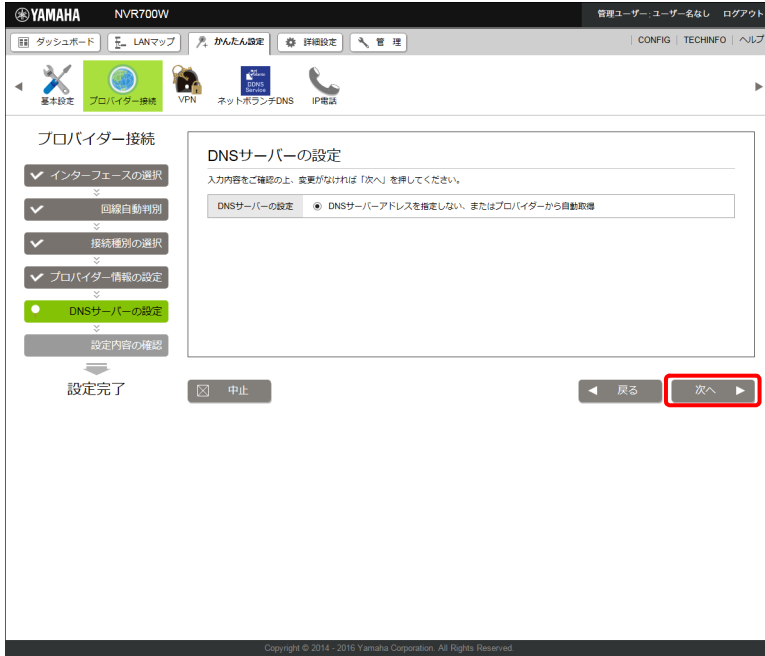 YAMAHA NVR700W 管理ユーザー:ユーザー名なし ログアウト
ダッシュボード LANマップ かんたん設定 詳細設定 管 理 CONFIG TECHINFO ヘルプ
基本設定 プロバイダー接続 VPN ネットボランチDNS IP電話
DDNS
Service
プロバイダー接続
インターフェースの選択
回線自動判別
接続種別の選択
プロバイダー情報の設定
DNSサーバーの設定
設定内容の確認
設定完了
DNSサーバーの設定
入力内容をご確認の上、変更がなければ「次へ」を押してください。
DNSサーバーの設定 DNSサーバーアドレスを指定しない、またはプロバイダーから自動取得
中止 戻る 次へ
Copyright © 2014 - 2016 Yamaha Corporation. All Rights Reserved.